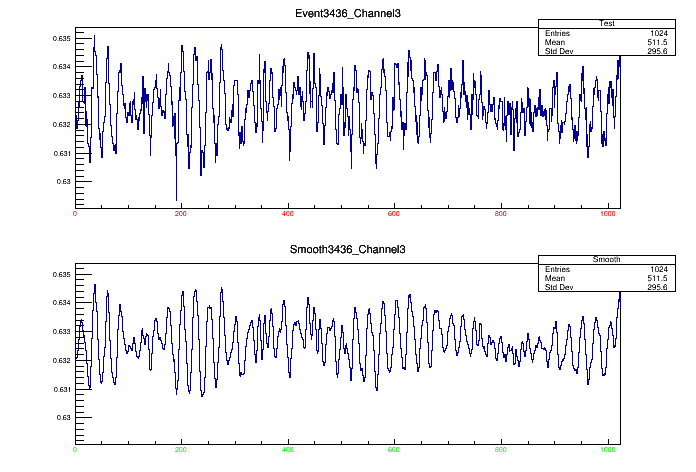 Event3436_Channel3
Test
Entries 1024
Mean 511.5
Std Dev 295.6
0.635
0.634
0.633
0.632
0.631
0.63
0 200 400 600 800 1000
Smooth3436_Channel3
Smooth
Entries 1024
Mean 511.5
Std Dev 295.6
0.635
0.634
0.633
0.632
0.631
0.63
0 200 400 600 800 1000